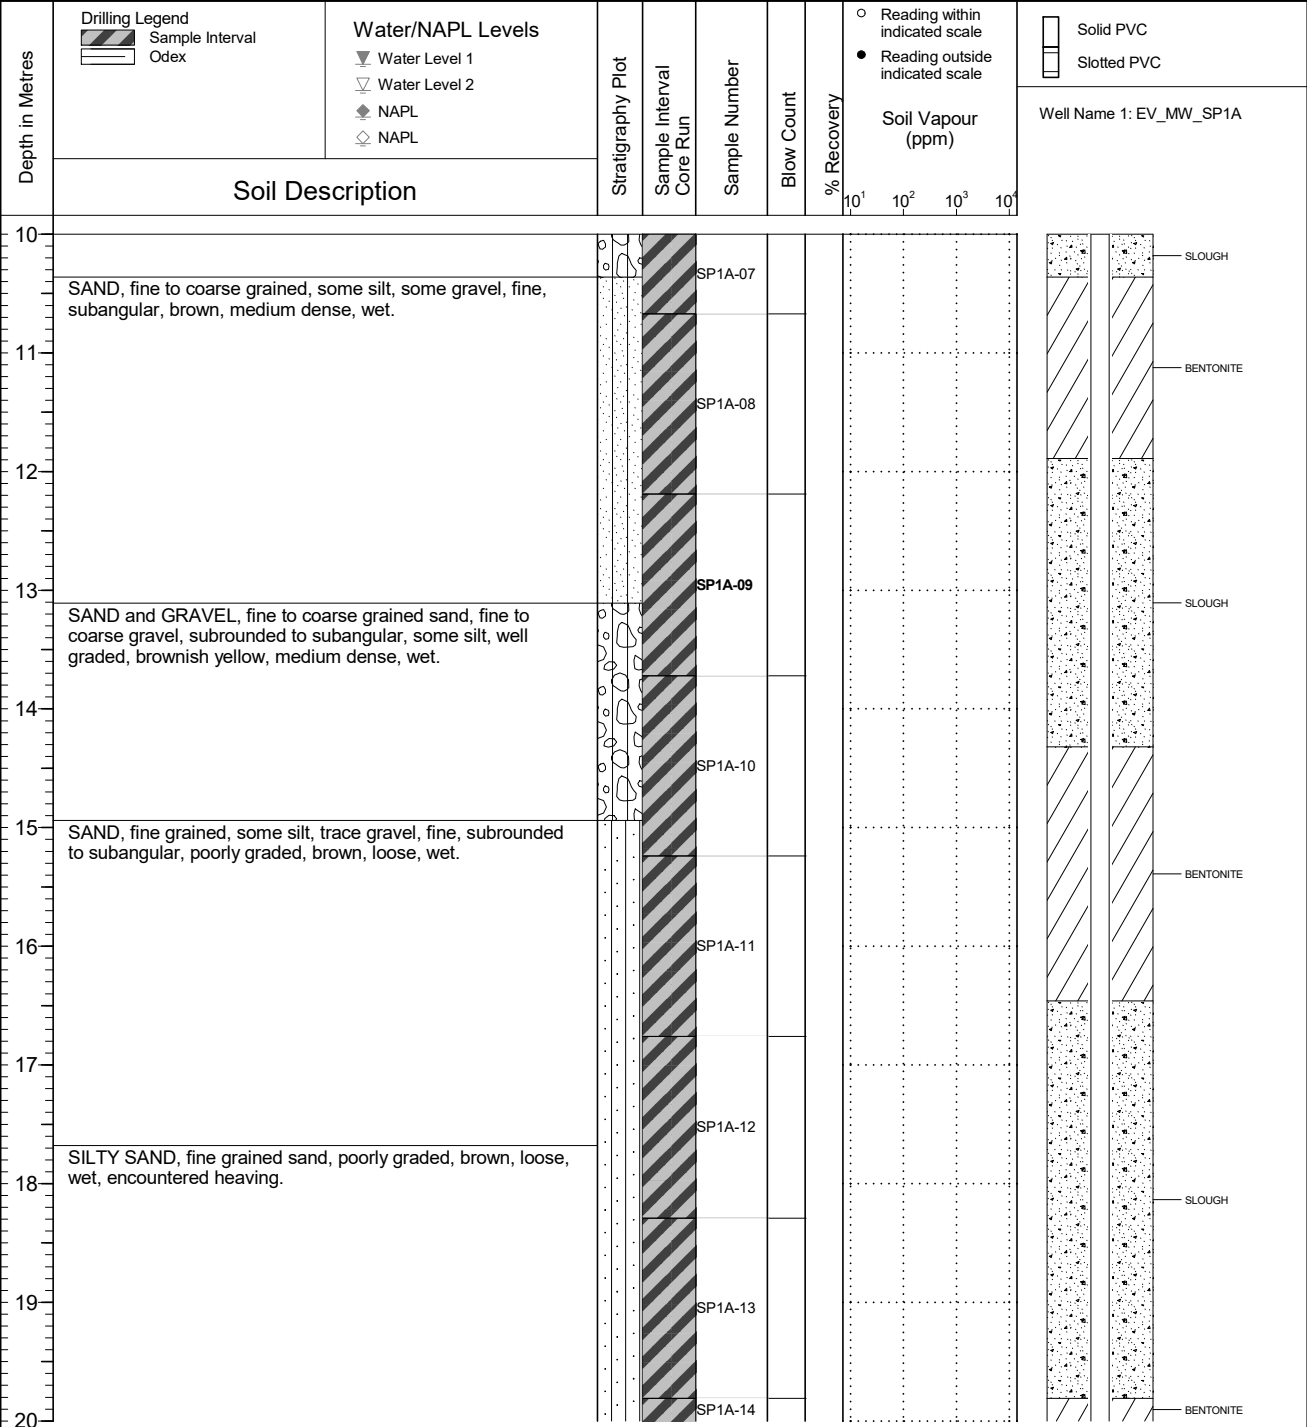 Depth in Metres
Drilling Legend
Sample Interval
Odex
Water/NAPL Levels
Water Level 1
Water Level 2
NAPL
NAPL
Soil Description
Stratigraphy Plot
Sample Interval
Core Run
Sample Number
Blow Count
% Recovery
Reading within
indicated scale
Reading outside
indicated scale
Soil Vapour
(ppm)
10¹ 10² 10³ 10⁴
Solid PVC
Slotted PVC
Well Name 1: EV_MW_SP1A
10
SLOUGH
SP1A-07
SAND, fine to coarse grained, some silt, some gravel, fine,
subangular, brown, medium dense, wet.
11
BENTONITE
SP1A-08
12
13
SP1A-09
SLOUGH
SAND and GRAVEL, fine to coarse grained sand, fine to
coarse gravel, subrounded to subangular, some silt, well
graded, brownish yellow, medium dense, wet.
14
SP1A-10
15
SAND, fine grained, some silt, trace gravel, fine, subrounded
to subangular, poorly graded, brown, loose, wet.
BENTONITE
16
SP1A-11
17
SP1A-12
SILTY SAND, fine grained sand, poorly graded, brown, loose,
wet, encountered heaving.
18
SLOUGH
19
SP1A-13
SP1A-14
BENTONITE
20